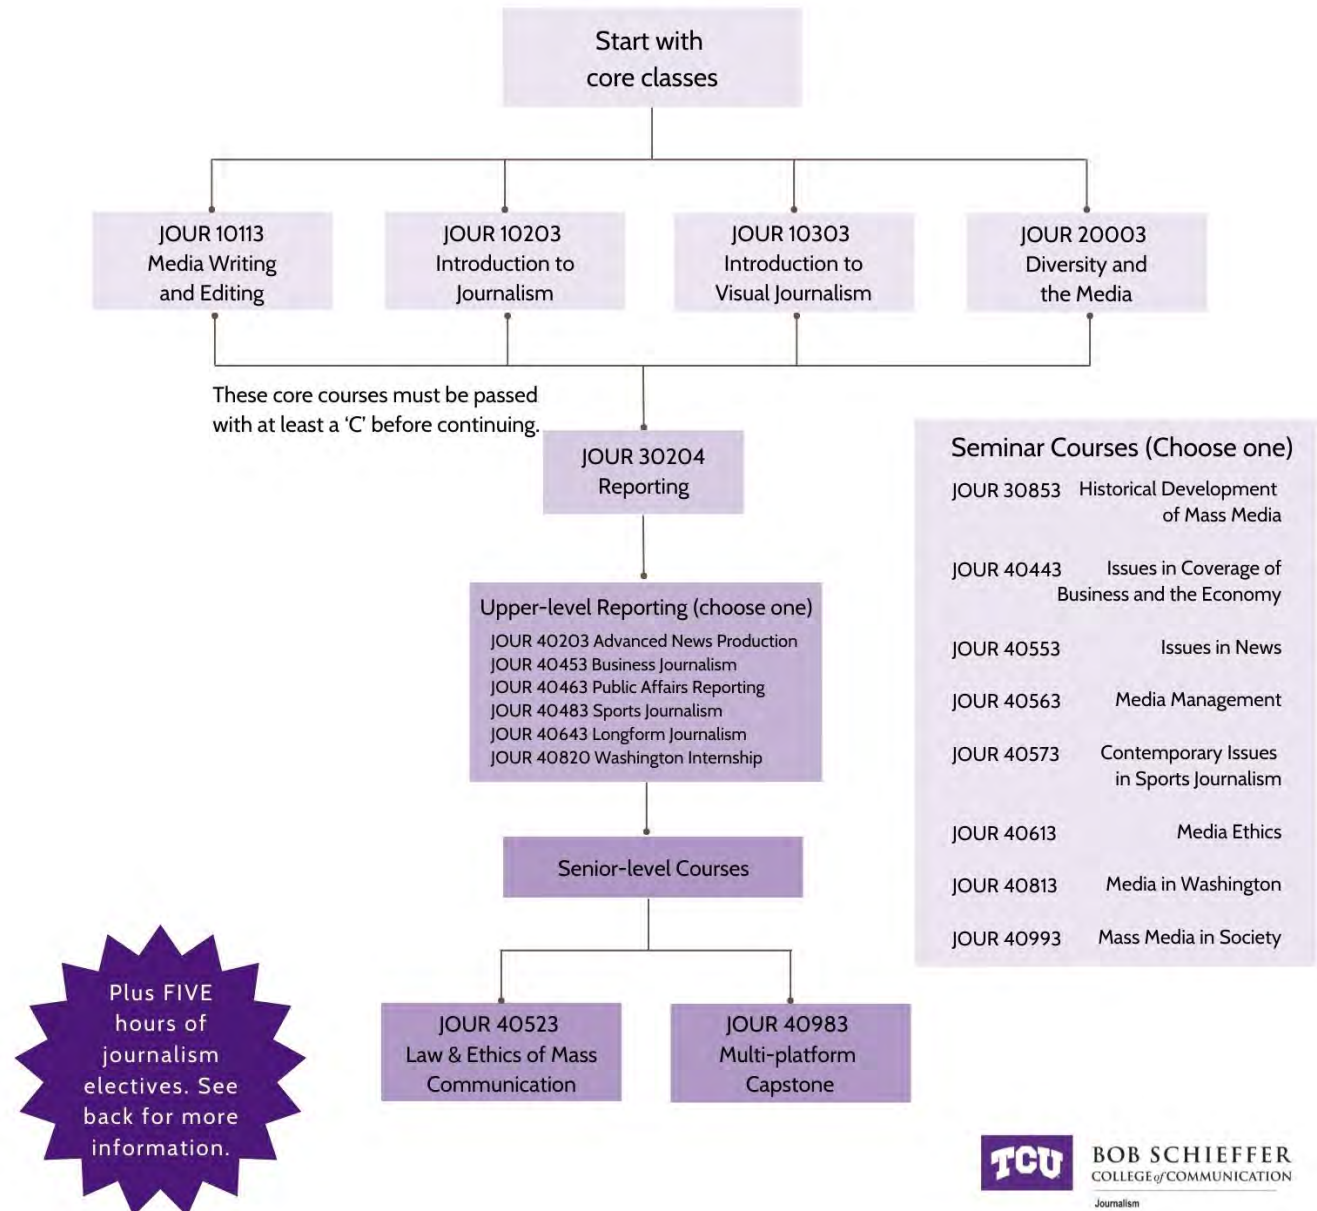 Start with
core classes
JOUR 10113
Media Writing
and Editing
JOUR 10203
Introduction to
Journalism
JOUR 10303
Introduction to
Visual Journalism
JOUR 20003
Diversity and
the Media
These core courses must be passed
with at least a ‘C’ before continuing.
JOUR 30204
Reporting
Upper-level Reporting (choose one)
JOUR 40203 Advanced News Production
JOUR 40453 Business Journalism
JOUR 40463 Public Affairs Reporting
JOUR 40483 Sports Journalism
JOUR 40643 Longform Journalism
JOUR 40820 Washington Internship
Senior-level Courses
JOUR 40523
Law & Ethics of Mass
Communication
JOUR 40983
Multi-platform
Capstone
Seminar Courses (Choose one)
JOUR 30853 Historical Development
of Mass Media
JOUR 40443 Issues in Coverage of
Business and the Economy
JOUR 40553 Issues in News
JOUR 40563 Media Management
JOUR 40573 Contemporary Issues
in Sports Journalism
JOUR 40613 Media Ethics
JOUR 40813 Media in Washington
JOUR 40993 Mass Media in Society
Plus FIVE
hours of
journalism
electives. See
back for more
information.
TCU
BOB SCHIEFFER
COLLEGE of COMMUNICATION
Journalism